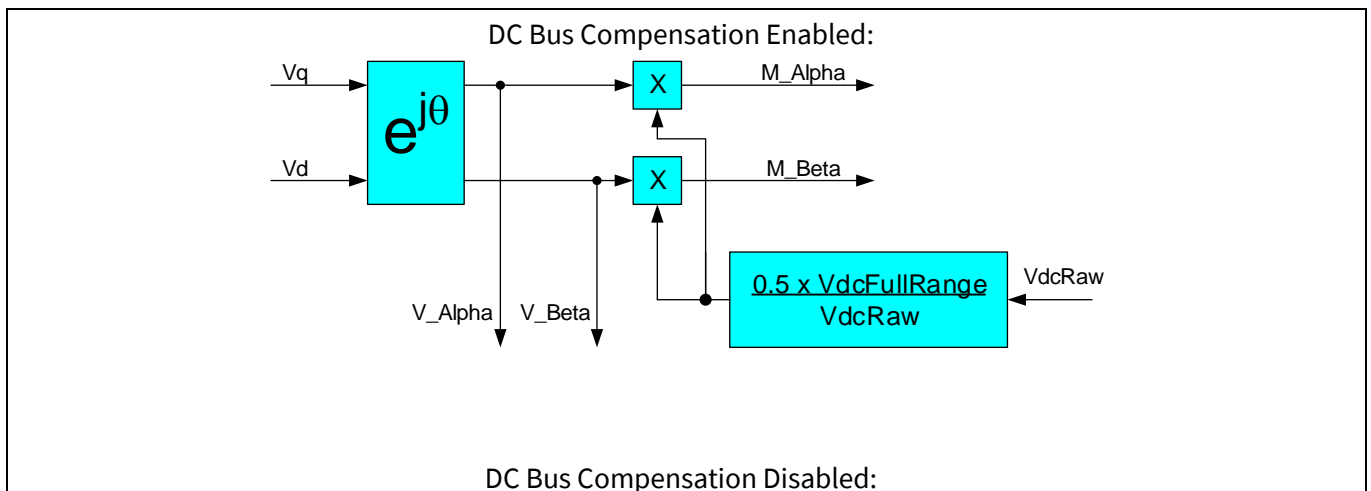 DC Bus Compensation Enabled:
Vq
M_Alpha
X
ejθ
Vd
M_Beta
X
VdcRaw
0.5 x VdcFullRange
VdcRaw
V_Alpha
V_Beta
DC Bus Compensation Disabled: